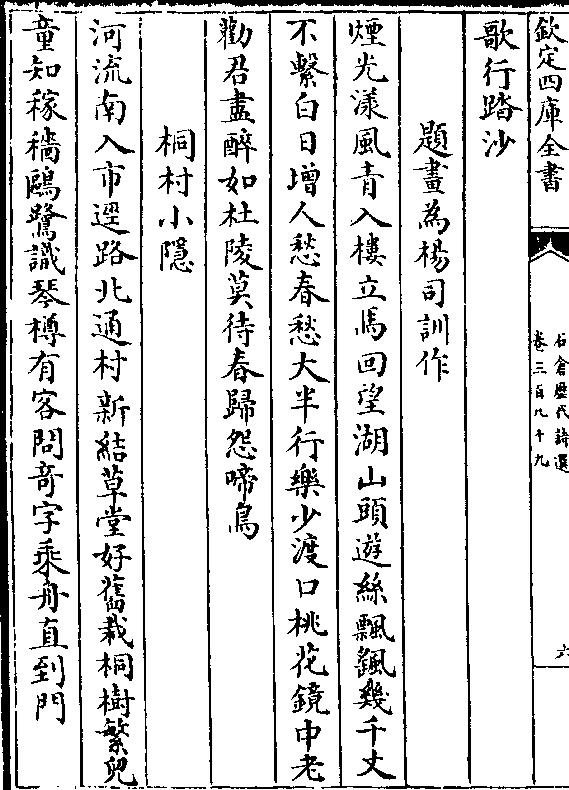 欽定四庫全書
石倉歷代詩選
卷三百八十九
六
歌行踏沙
題畫為楊司訓作
煙光漾風青入樓立馬回望湖山頭遊絲飄颻幾千丈
不繫白日增人愁春愁大半行樂少渡口桃花鏡中老
勸君盡醉如杜陵莫待春歸怨啼鳥
桐村小隱
河流南入市逕路北通村新結草堂好舊栽桐樹繁兒
童知稼穡鷗鷺識琴樽有客問奇字乘舟直到門